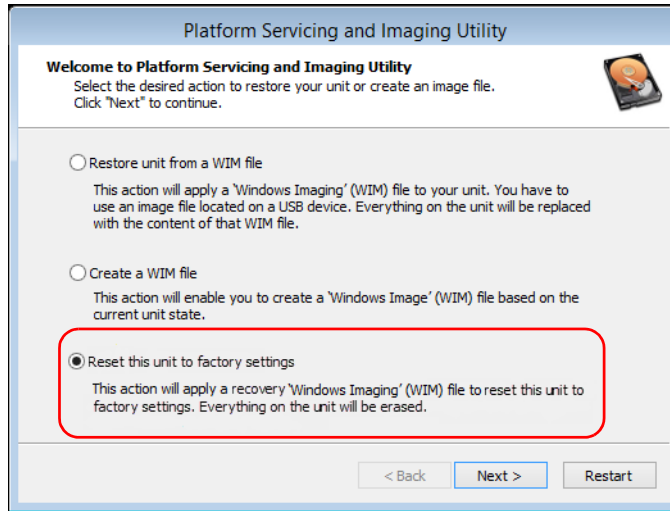 Platform Servicing and Imaging Utility
Welcome to Platform Servicing and Imaging Utility
Select the desired action to restore your unit or create an image file.
Click "Next" to continue.
Restore unit from a WIM file
This action will apply a 'Windows Imaging' (WIM) file to your unit. You have to
use an image file located on a USB device. Everything on the unit will be replaced
with the content of that WIM file.
Create a WIM file
This action will enable you to create a 'Windows Image' (WIM) file based on the
current unit state.
Reset this unit to factory settings
This action will apply a recovery 'Windows Imaging' (WIM) file to reset this unit to
factory settings. Everything on the unit will be erased.
< Back Next > Restart